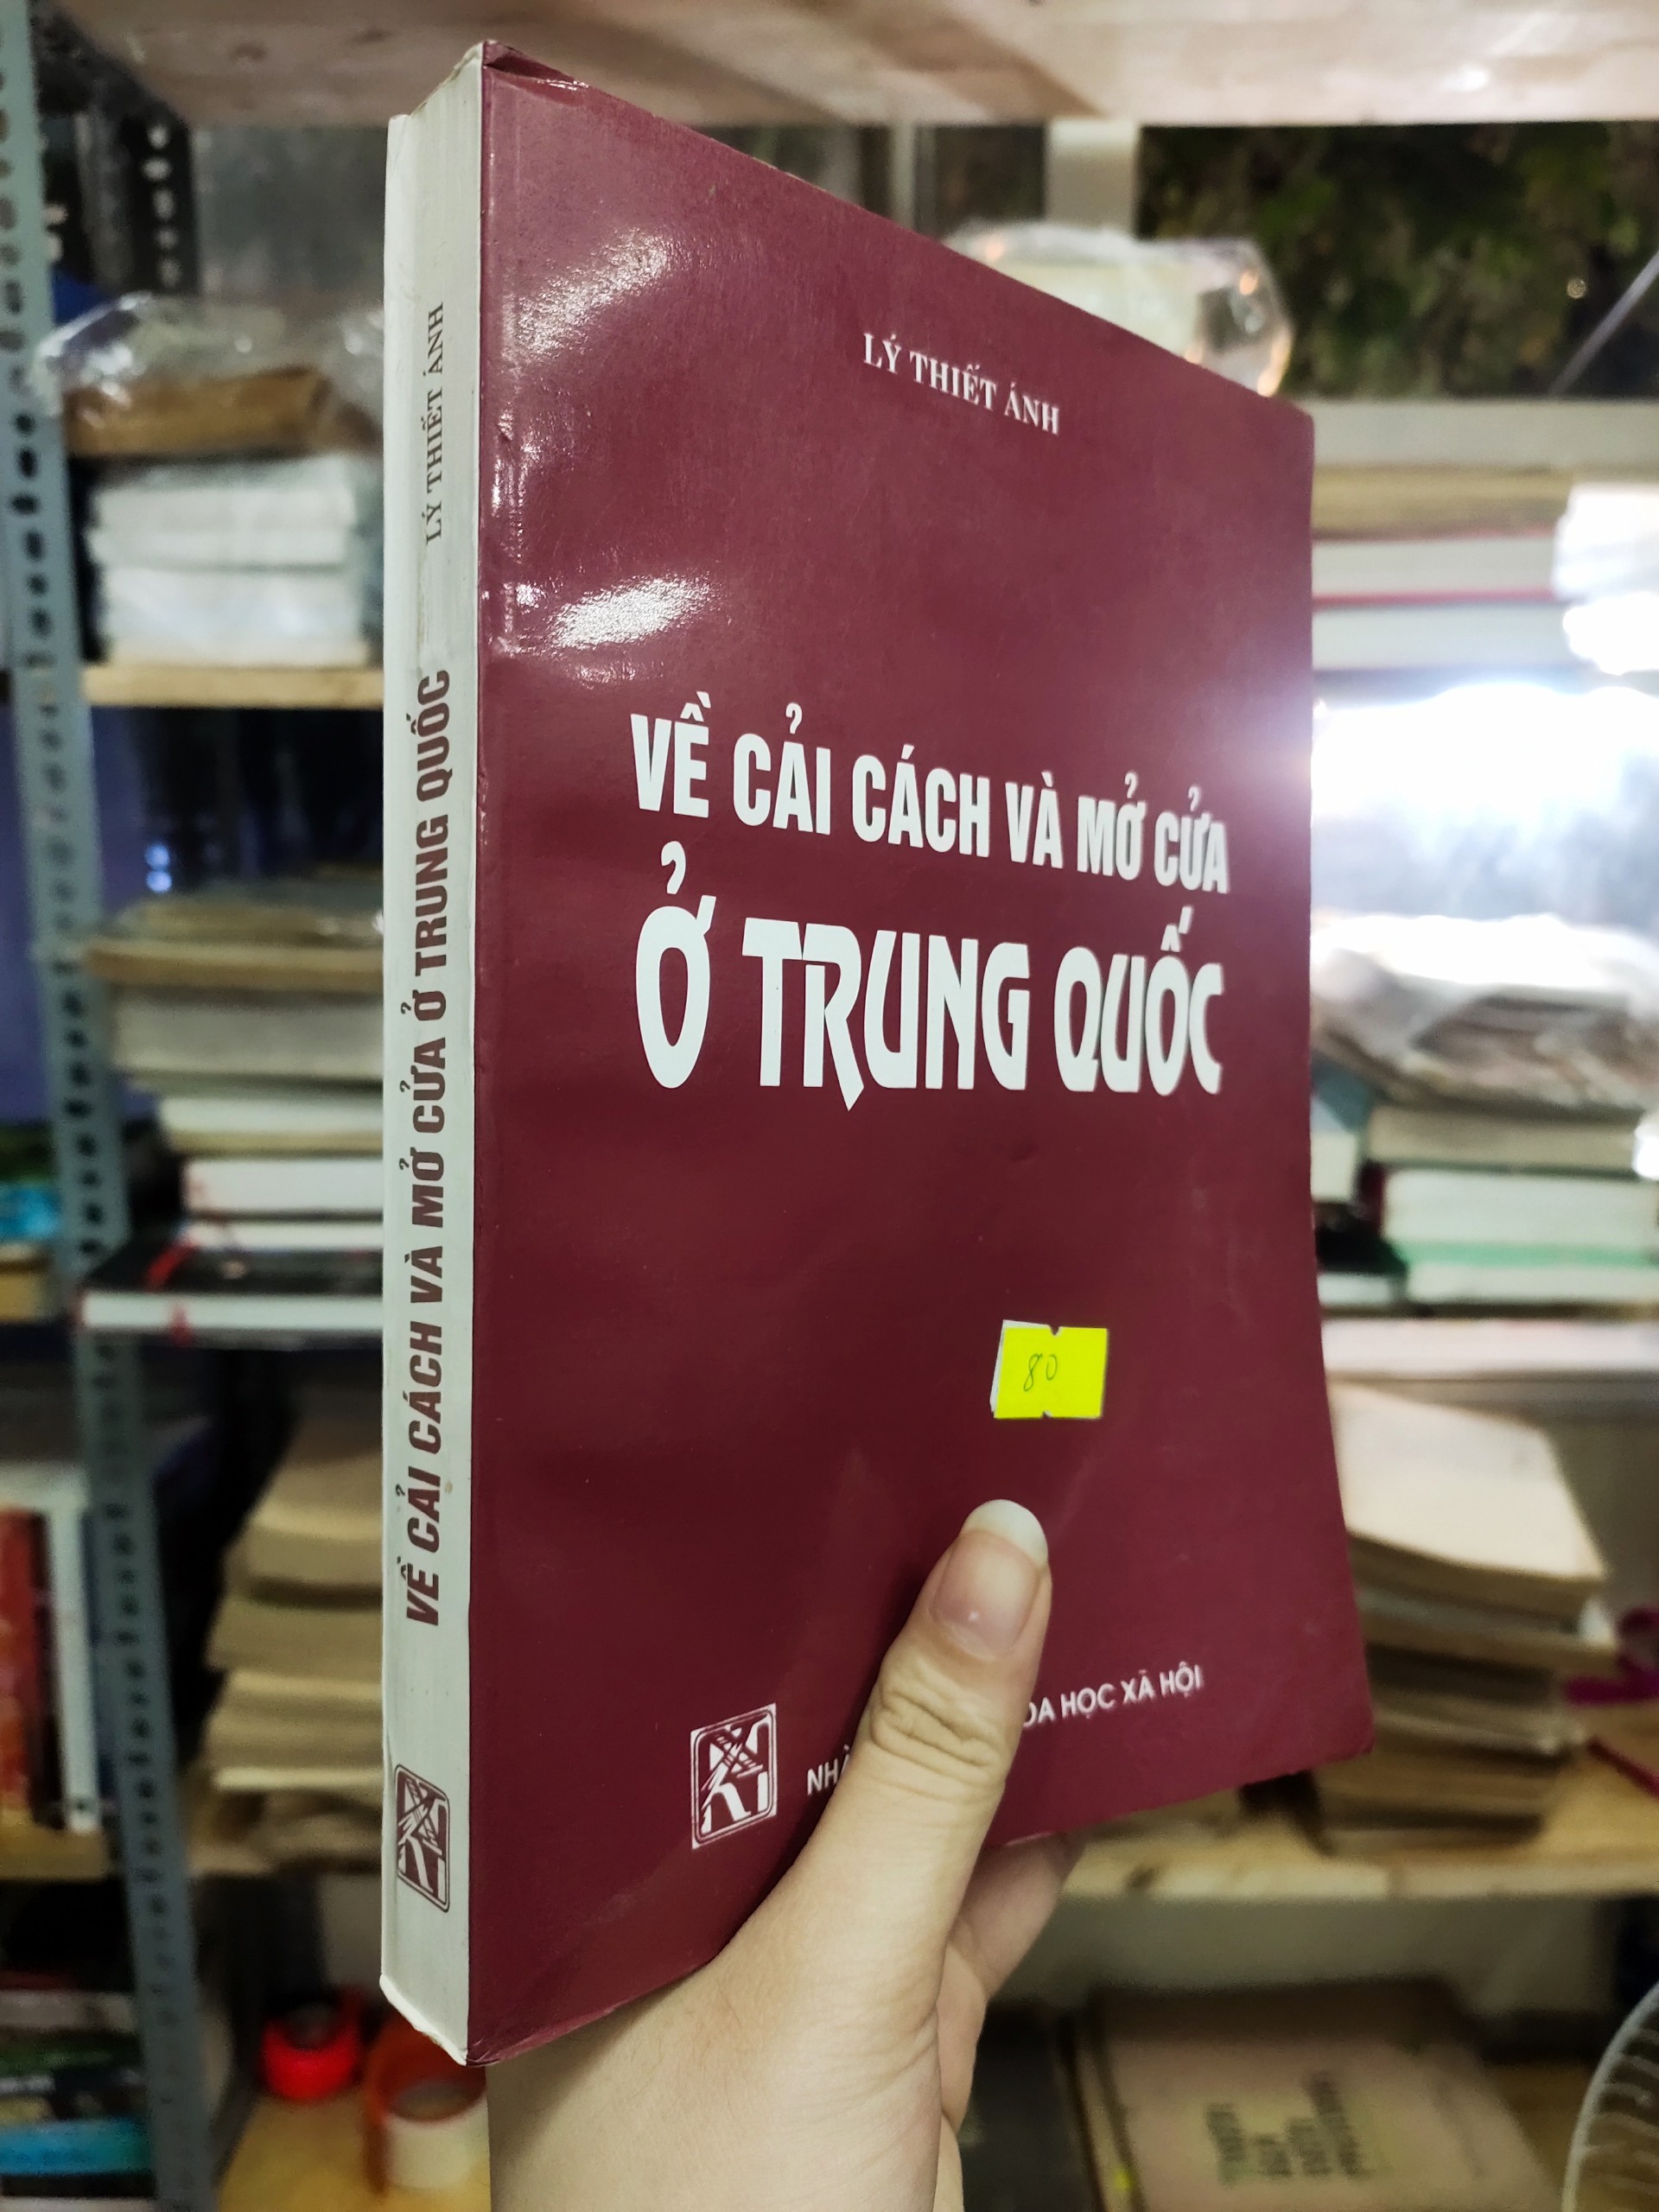 LÝ THIẾT ÁNH
VỀ CẢI CÁCH VÀ MỞ CỬA
Ở TRUNG QUỐC
80
NHÀ OA HỌC XÃ HỘI
VỀ CẢI CÁCH VÀ MỞ CỬA Ở TRUNG QUỐC LÝ THIẾT ÁNH